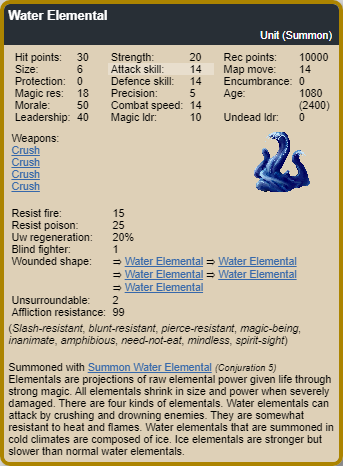 Water Elemental
Unit (Summon)
Hit points: 30 Strength: 20 Rec points: 10000
Size: 6 Attack skill: 14 Map move: 14
Protection: 0 Defence skill: 14 Encumbrance: 0
Magic res: 18 Precision: 5 Age: 1080
Morale: 50 Combat speed: 14 (2400)
Leadership: 40 Magic ldr: 10 Undead ldr: 0
Weapons:
Crush
Crush
Crush
Crush
Resist fire: 15
Resist poison: 25
Uw regeneration: 20%
Blind fighter: 1
Wounded shape: ⇒ Water Elemental ⇒ Water Elemental
⇒ Water Elemental ⇒ Water Elemental
⇒ Water Elemental
Unsurroundable: 2
Affliction resistance: 99
(Slash-resistant, blunt-resistant, pierce-resistant, magic-being,
inanimate, amphibious, need-not-eat, mindless, spirit-sight)
Summoned with Summon Water Elemental (Conjuration 5)
Elementals are projections of raw elemental power given life through
strong magic. All elementals shrink in size and power when severely
damaged. There are four kinds of elementals. Water elementals can
attack by crushing and drowning enemies. They are somewhat
resistant to heat and flames. Water elementals that are summoned in
cold climates are composed of ice. Ice elementals are stronger but
slower than normal water elementals.